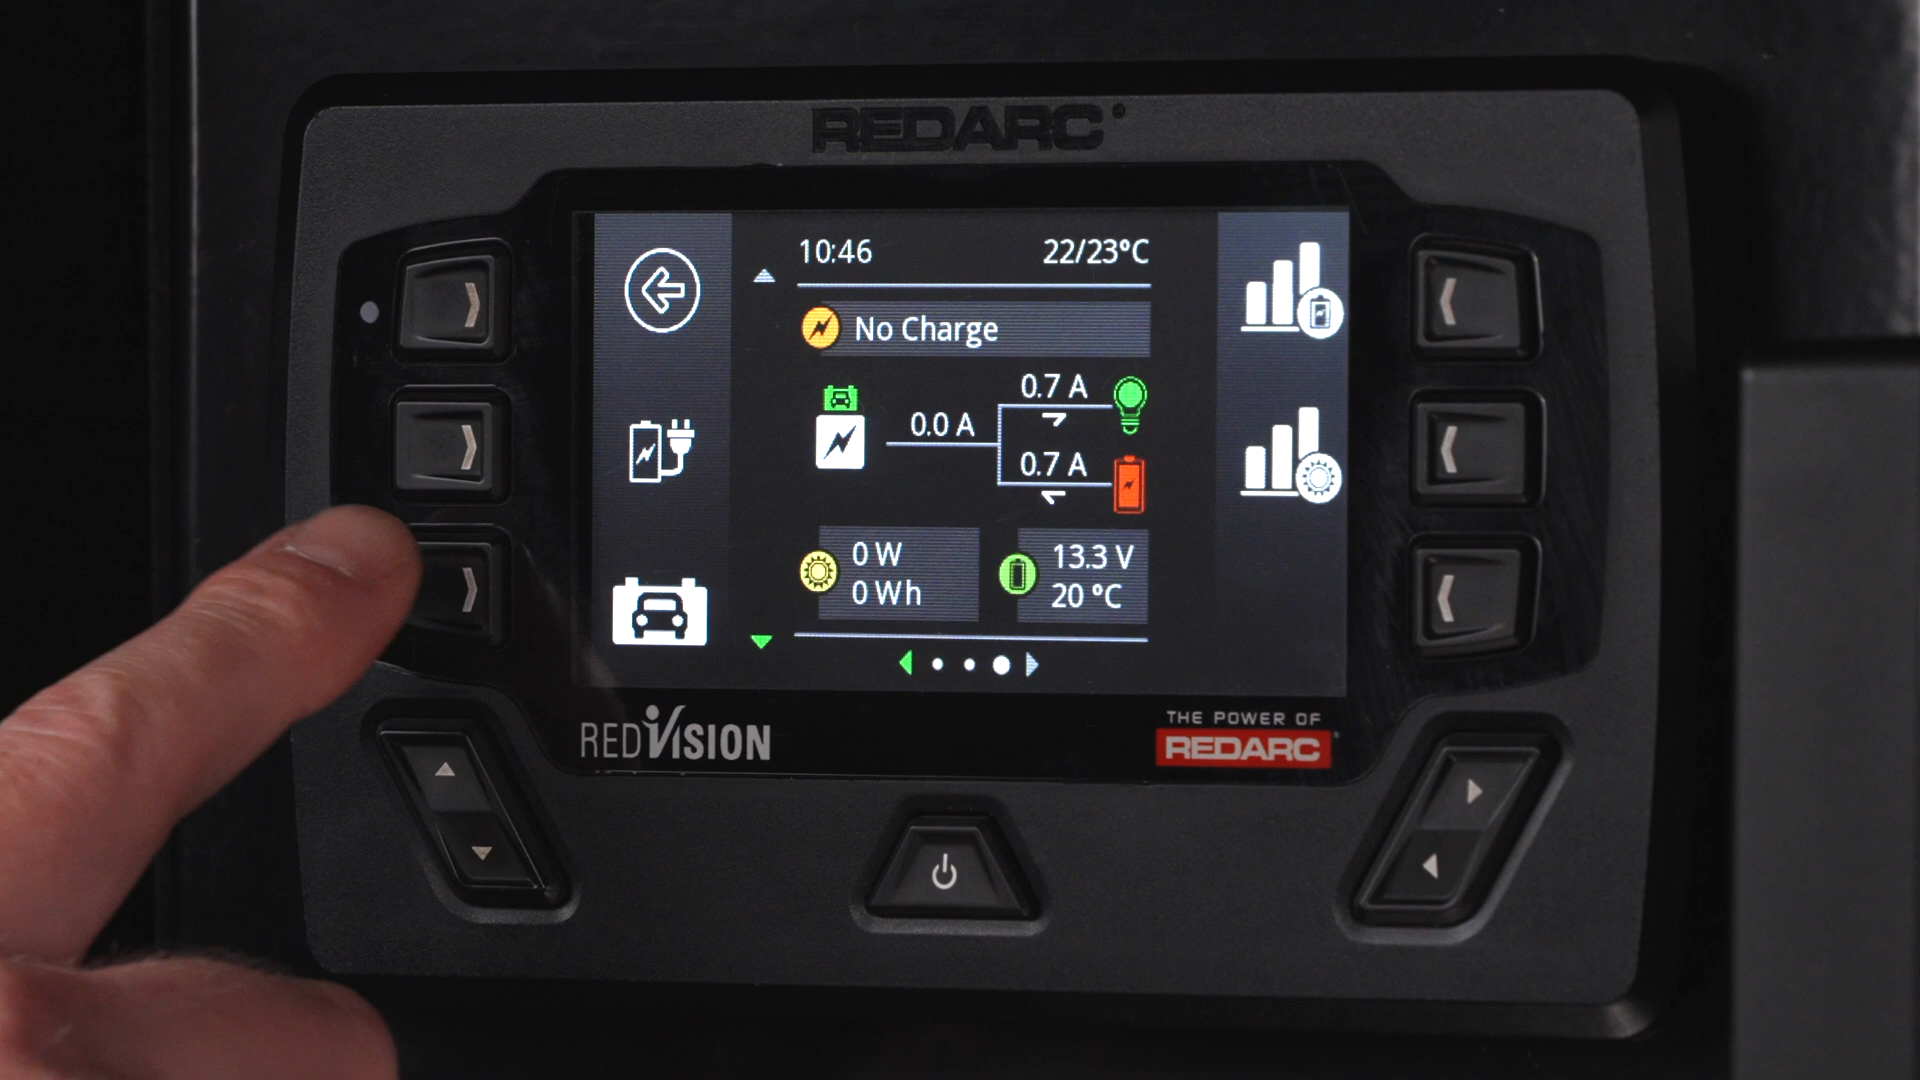 REDARC
10:46 22/23°C
No Charge
0.7 A
0.0 A
0.7 A
0 W
0 Wh
13.3 V
20 °C
REDVISION
THE POWER OF
REDARC